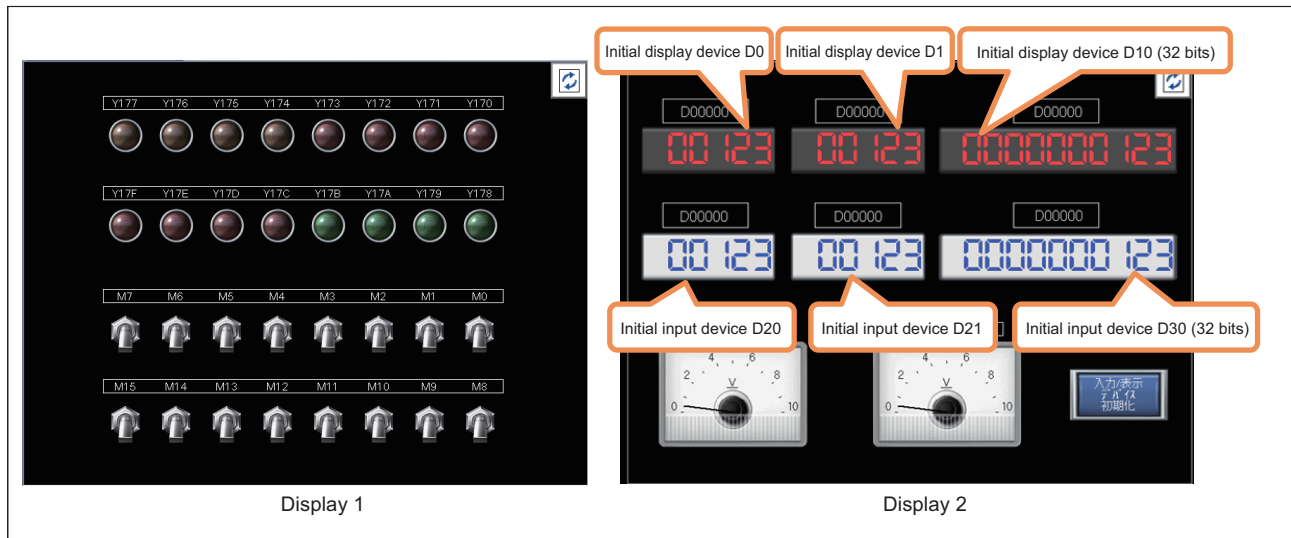 Initial display device D0 Initial display device D1 Initial display device D10 (32 bits)
Y177 Y176 Y175 Y174 Y173 Y172 Y171 Y170
Y17F Y17E Y17D Y17C Y17B Y17A Y179 Y178
M7 M6 M5 M4 M3 M2 M1 M0
M15 M14 M13 M12 M11 M10 M9 M8
D00000 D00000 D00000
00123 00123 0000000123
D00000 D00000 D00000
00123 00123 0000000123
Initial input device D20 Initial input device D21 Initial input device D30 (32 bits)
0 2 4 6 8 10 V
0 2 4 6 8 10 V
入力/表示
デバイス
初期化
Display 1
Display 2